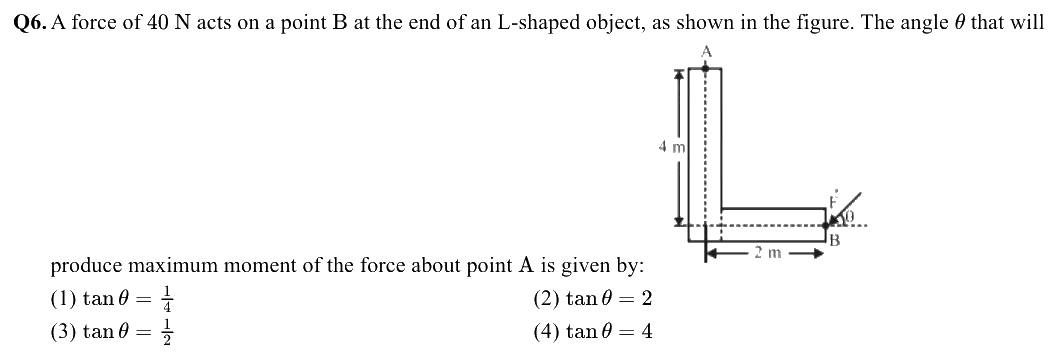 Q6. A force of 40 N acts on a point B at the end of an L-shaped object, as shown in the figure. The angle θ that will
A
4 m
F
θ
B
2 m
produce maximum moment of the force about point A is given by:
(1) tan θ = 1/4
(2) tan θ = 2
(3) tan θ = 1/2
(4) tan θ = 4